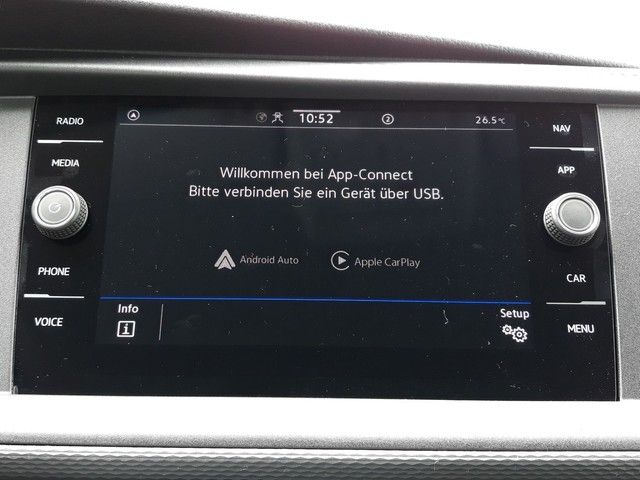 RADIO
MEDIA
PHONE
VOICE
10:52
2
26.5°C
Willkommen bei App-Connect
Bitte verbinden Sie ein Gerät über USB.
Android Auto
Apple CarPlay
Info
Setup
NAV
APP
CAR
MENU